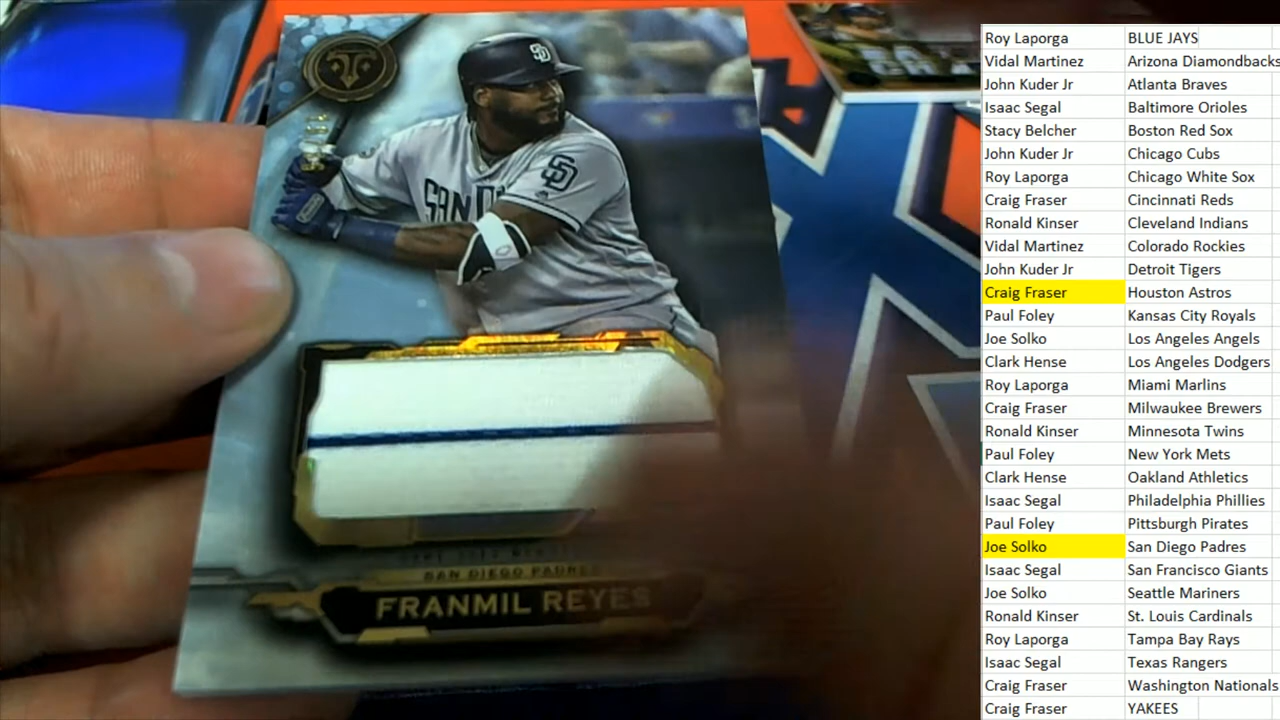 SD
SAN D
SD
SAN DIEGO PADRES
FRANMIL REYES
Roy Laporga BLUE JAYS
Vidal Martinez Arizona Diamondbacks
John Kuder Jr Atlanta Braves
Isaac Segal Baltimore Orioles
Stacy Belcher Boston Red Sox
John Kuder Jr Chicago Cubs
Roy Laporga Chicago White Sox
Craig Fraser Cincinnati Reds
Ronald Kinser Cleveland Indians
Vidal Martinez Colorado Rockies
John Kuder Jr Detroit Tigers
Craig Fraser Houston Astros
Paul Foley Kansas City Royals
Joe Solko Los Angeles Angels
Clark Hense Los Angeles Dodgers
Roy Laporga Miami Marlins
Craig Fraser Milwaukee Brewers
Ronald Kinser Minnesota Twins
Paul Foley New York Mets
Clark Hense Oakland Athletics
Isaac Segal Philadelphia Phillies
Paul Foley Pittsburgh Pirates
Joe Solko San Diego Padres
Isaac Segal San Francisco Giants
Joe Solko Seattle Mariners
Ronald Kinser St. Louis Cardinals
Roy Laporga Tampa Bay Rays
Isaac Segal Texas Rangers
Craig Fraser Washington Nationals
Craig Fraser YAKEES